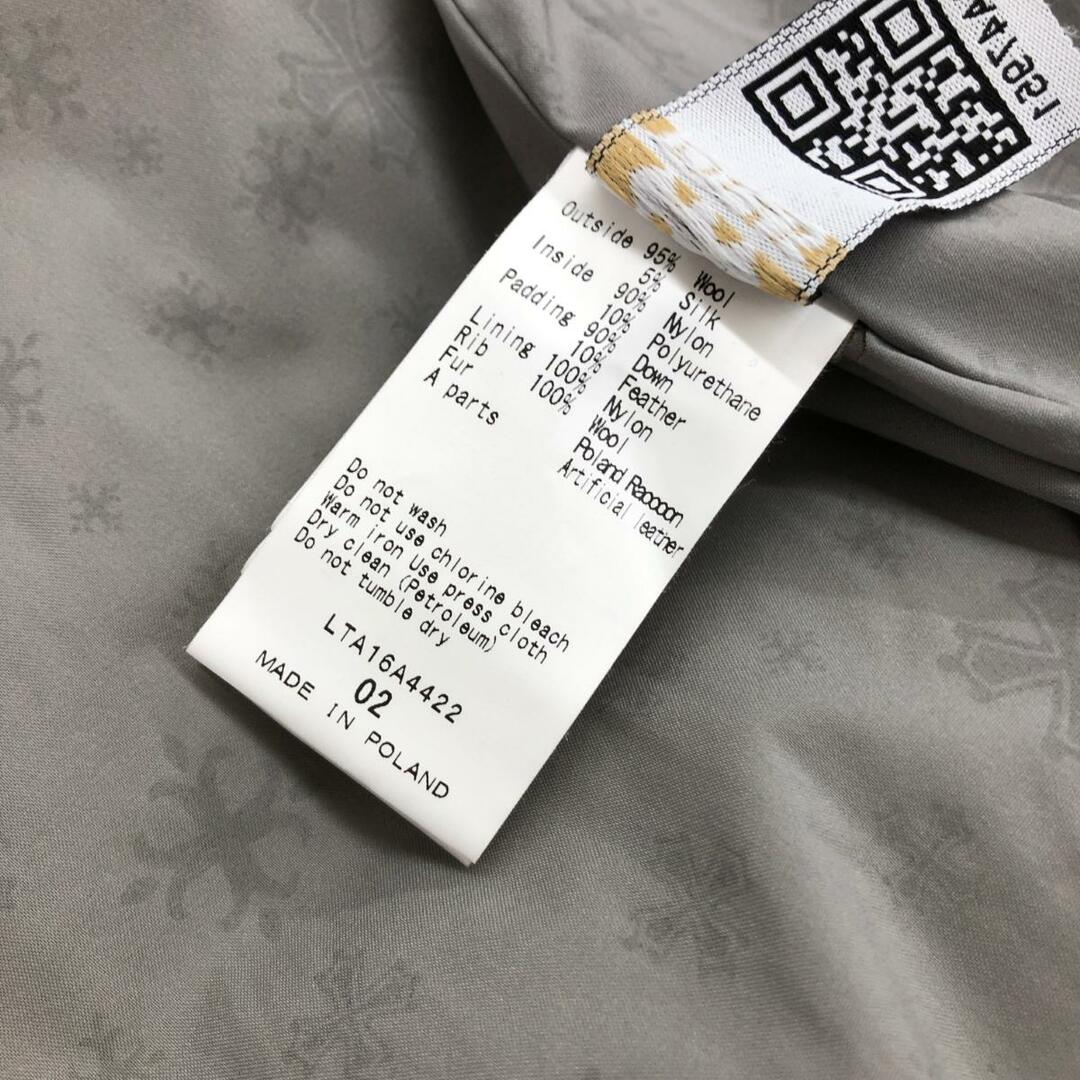 Outside 95% Wool
5% Silk
Inside 90% Nylon
10% Polyurethane
Padding 90% Down
10% Feather
Lining 100% Nylon
Rib 100% Wool
Fur Poland Racooon
A parts Artificial leather
Do not wash
Do not use chlorine bleach
Warm iron Use press cloth
Dry clean (Petroleum)
Do not tumble dry
LTA16A4422
02
MADE IN POLAND